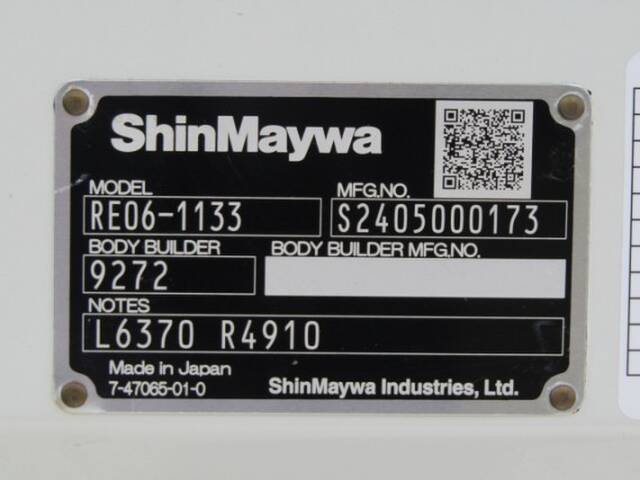 ShinMaywa
MODEL MFG.NO.
RE06-1133 S2405000173
BODY BUILDER BODY BUILDER MFG.NO.
9272
NOTES
L6370 R4910
Made in Japan
7-47065-01-0 ShinMaywa Industries, Ltd.